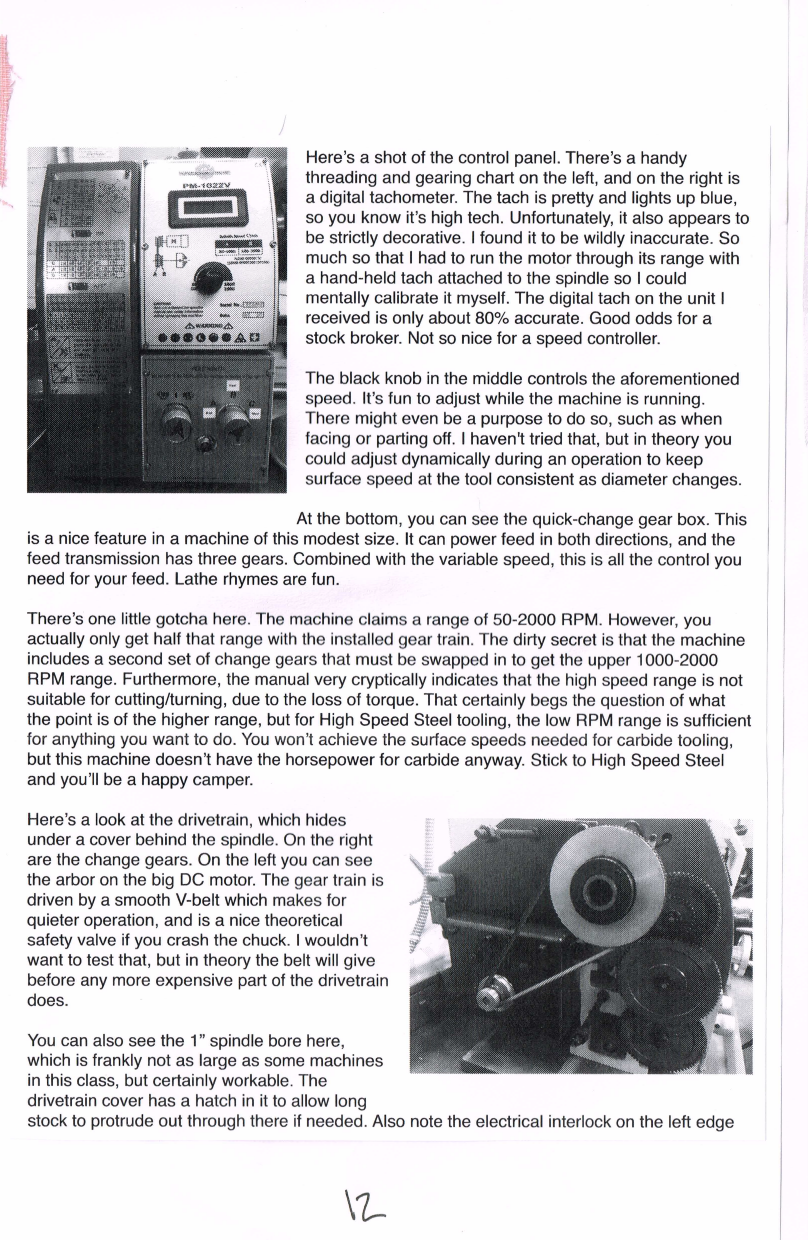 PM-1622V
WARNING
Here's a shot of the control panel. There's a handy
threading and gearing chart on the left, and on the right is
a digital tachometer. The tach is pretty and lights up blue,
so you know it's high tech. Unfortunately, it also appears to
be strictly decorative. I found it to be wildly inaccurate. So
much so that I had to run the motor through its range with
a hand-held tach attached to the spindle so I could
mentally calibrate it myself. The digital tach on the unit I
received is only about 80% accurate. Good odds for a
stock broker. Not so nice for a speed controller.
The black knob in the middle controls the aforementioned
speed. It's fun to adjust while the machine is running.
There might even be a purpose to do so, such as when
facing or parting off. I haven't tried that, but in theory you
could adjust dynamically during an operation to keep
surface speed at the tool consistent as diameter changes.
At the bottom, you can see the quick-change gear box. This
is a nice feature in a machine of this modest size. It can power feed in both directions, and the
feed transmission has three gears. Combined with the variable speed, this is all the control you
need for your feed. Lathe rhymes are fun.
There's one little gotcha here. The machine claims a range of 50-2000 RPM. However, you
actually only get half that range with the installed gear train. The dirty secret is that the machine
includes a second set of change gears that must be swapped in to get the upper 1000-2000
RPM range. Furthermore, the manual very cryptically indicates that the high speed range is not
suitable for cutting/turning, due to the loss of torque. That certainly begs the question of what
the point is of the higher range, but for High Speed Steel tooling, the low RPM range is sufficient
for anything you want to do. You won't achieve the surface speeds needed for carbide tooling,
but this machine doesn't have the horsepower for carbide anyway. Stick to High Speed Steel
and you'll be a happy camper.
Here's a look at the drivetrain, which hides
under a cover behind the spindle. On the right
are the change gears. On the left you can see
the arbor on the big DC motor. The gear train is
driven by a smooth V-belt which makes for
quieter operation, and is a nice theoretical
safety valve if you crash the chuck. I wouldn't
want to test that, but in theory the belt will give
before any more expensive part of the drivetrain
does.
You can also see the 1” spindle bore here,
which is frankly not as large as some machines
in this class, but certainly workable. The
drivetrain cover has a hatch in it to allow long
stock to protrude out through there if needed. Also note the electrical interlock on the left edge
12